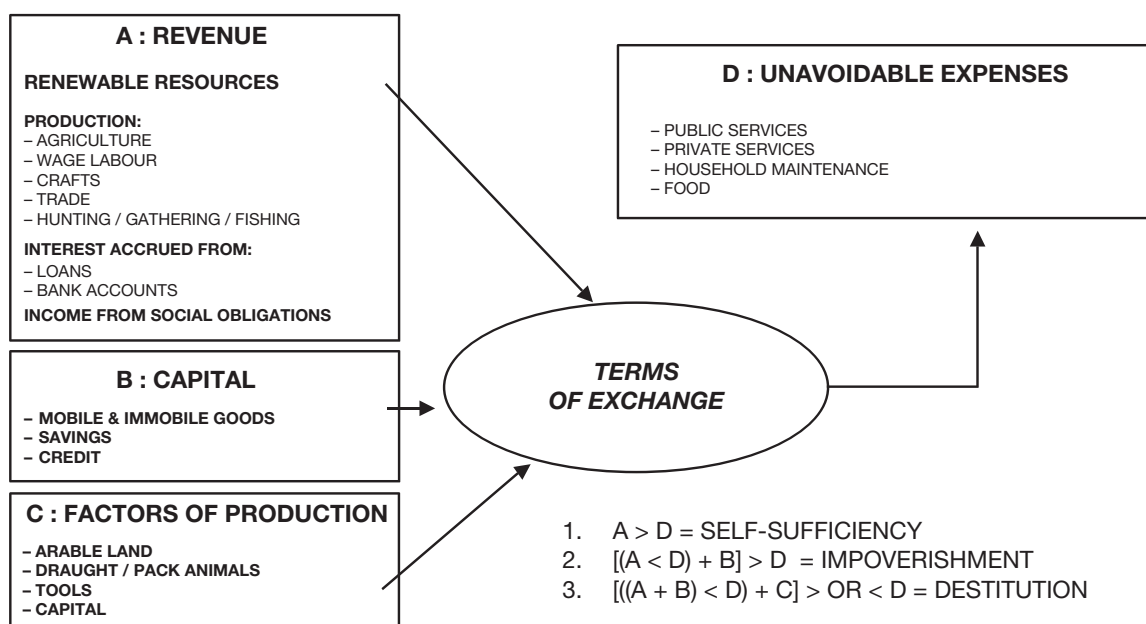 A : REVENUE
RENEWABLE RESOURCES
PRODUCTION:
– AGRICULTURE
– WAGE LABOUR
– CRAFTS
– TRADE
– HUNTING / GATHERING / FISHING
INTEREST ACCRUED FROM:
– LOANS
– BANK ACCOUNTS
INCOME FROM SOCIAL OBLIGATIONS
B : CAPITAL
– MOBILE & IMMOBILE GOODS
– SAVINGS
– CREDIT
C : FACTORS OF PRODUCTION
– ARABLE LAND
– DRAUGHT / PACK ANIMALS
– TOOLS
– CAPITAL
TERMS
OF EXCHANGE
D : UNAVOIDABLE EXPENSES
– PUBLIC SERVICES
– PRIVATE SERVICES
– HOUSEHOLD MAINTENANCE
– FOOD
1. A > D = SELF-SUFFICIENCY
2. [(A < D) + B] > D = IMPOVERISHMENT
3. [((A + B) < D) + C] > OR < D = DESTITUTION